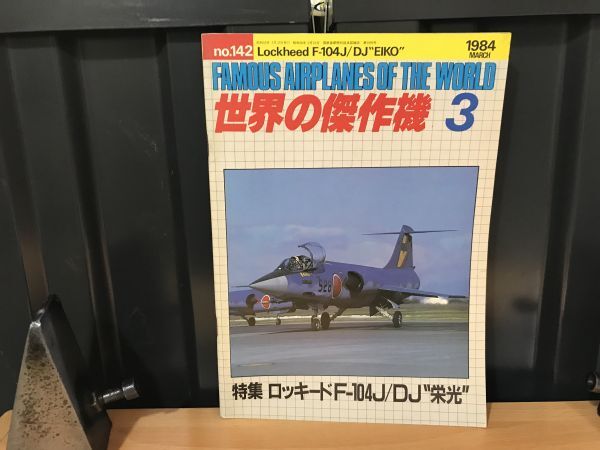 no.142 Lockheed F-104J/DJ "EIKO"
1984
MARCH
FAMOUS AIRPLANES OF THE WORLD
世界の傑作機 3
528
特集 ロッキードF-104J/DJ "栄光"